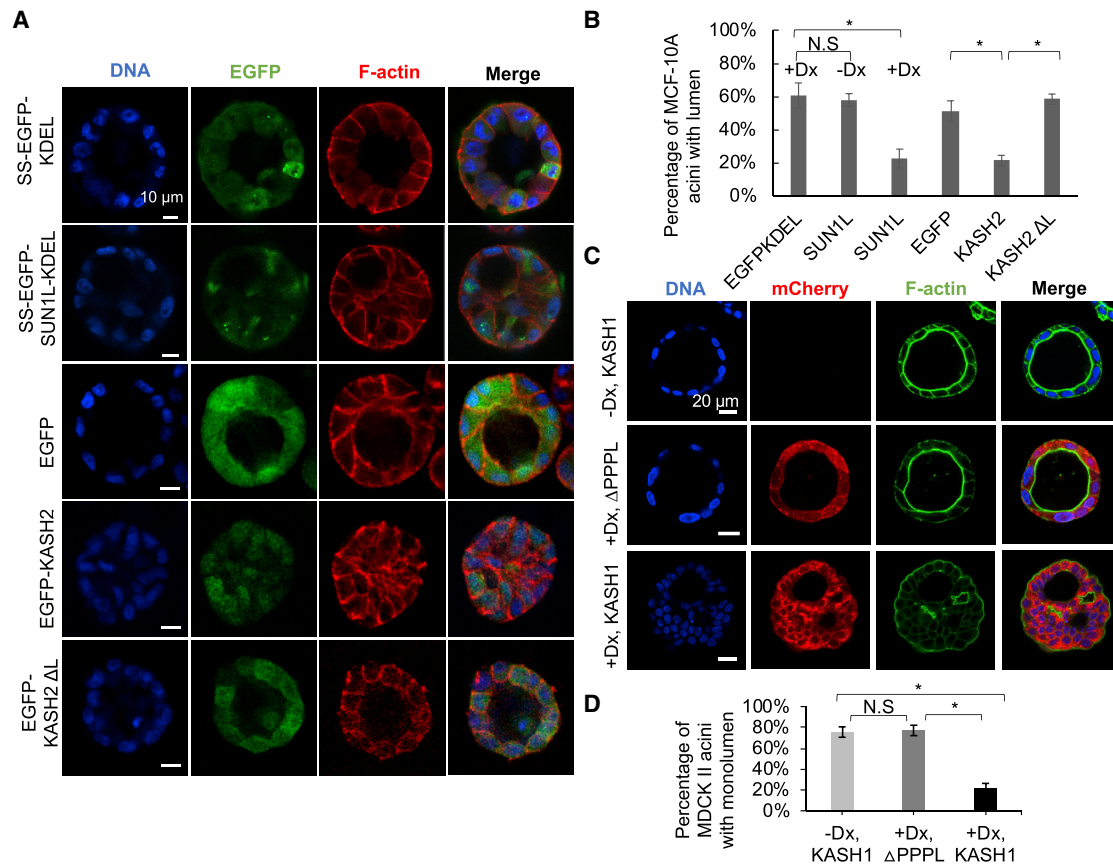 A
DNA
EGFP
F-actin
Merge
SS-EGFP-
KDEL
10 µm
SS-EGFP-
SUN1L-KDEL
EGFP
EGFP-KASH2
EGFP-
KASH2 ΔL
B
Percentage of MCF-10A
acini with lumen
100%
80%
60%
40%
20%
0%
*
N.S
*
*
+Dx
-Dx
+Dx
EGFPKDEL
SUN1L
SUN1L
EGFP
KASH2
KASH2 ΔL
C
DNA
mCherry
F-actin
Merge
-Dx, KASH1
20 µm
+Dx, ΔPPPL
+Dx, KASH1
D
Percentage of
MDCK II acini
with monolumen
100%
80%
60%
40%
20%
0%
*
N.S
*
-Dx,
KASH1
+Dx,
△PPPL
+Dx,
KASH1